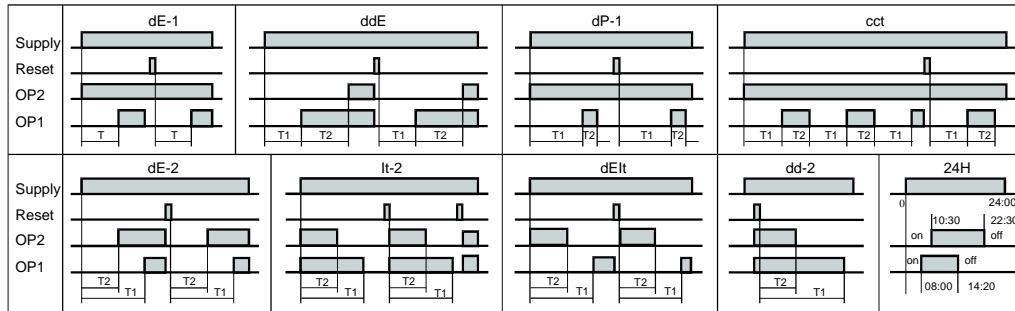 dE-1 ddE dP-1 cct
Supply
Reset
OP2
OP1
T T T1 T2 T1 T2 T1 T2 T1 T2 T1 T2 T1 T2 T1 T1 T2
dE-2 It-2 dEIt dd-2 24H
Supply
0 24:00
Reset
10:30 22:30
OP2
on off
OP1
on off
T2 T2 T2 T2 T2 T2 T2
T1 T1 T1 T1 T1 T1 T1
08:00 14:20